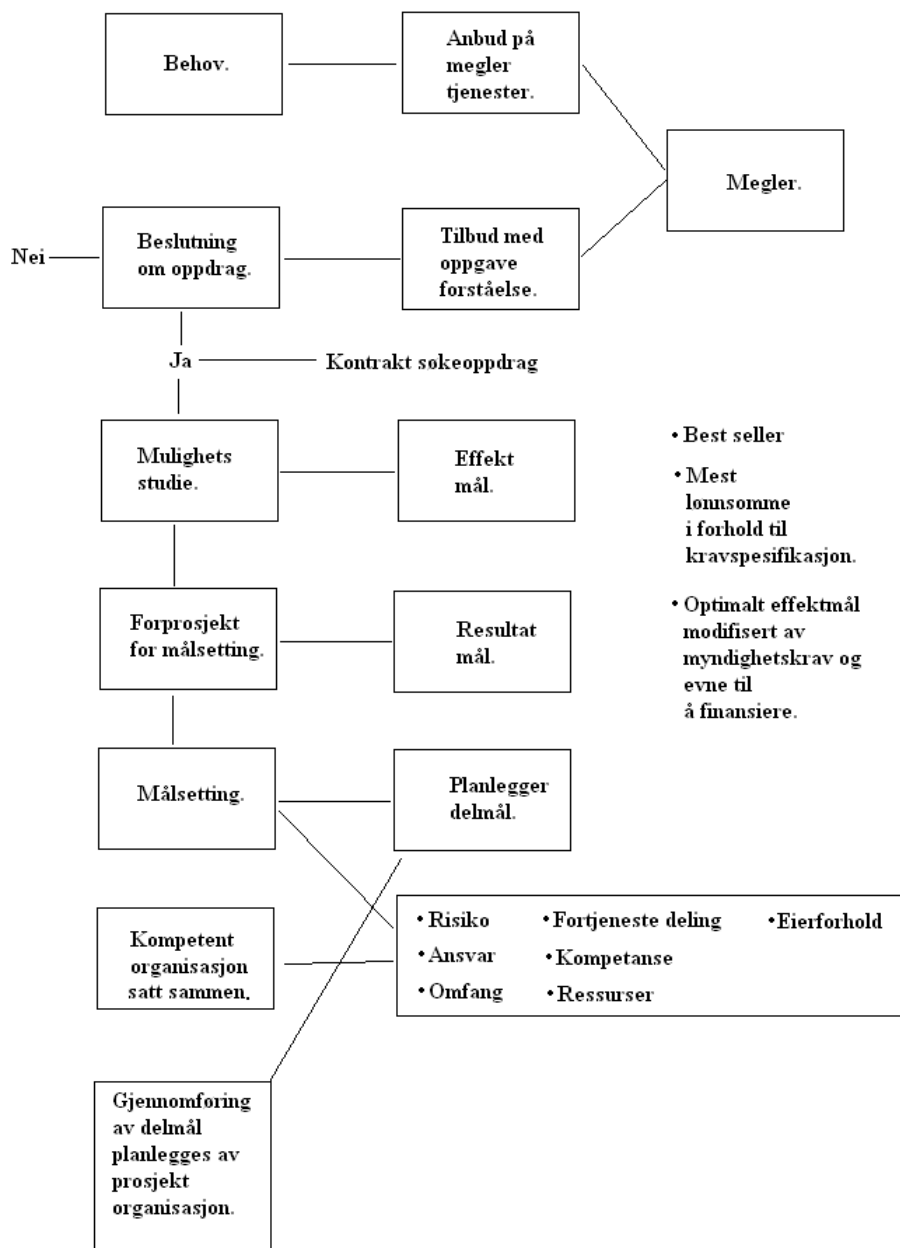 Behov.
Anbud på
megler
tjenester.
Megler.
Nei
Beslutning
om oppdrag.
Tilbud med
oppgave
forståelse.
Ja
Kontrakt søkeoppdrag
Mulighets
studie.
Effekt
mål.
• Best seller
• Mest
lønnsomme
i forhold til
kravspesifikasjon.
Forprosjekt
for målsetting.
Resultat
mål.
• Optimalt effektmål
modifisert av
myndighetskrav og
evne til
å finansiere.
Målsetting.
Planlegger
delmål.
Kompetent
organisasjon
satt sammen.
• Risiko • Fortjeneste deling • Eierforhold
• Ansvar • Kompetanse
• Omfang • Ressurser
Gjennomføring
av delmål
planlegges av
prosjekt
organisasjon.